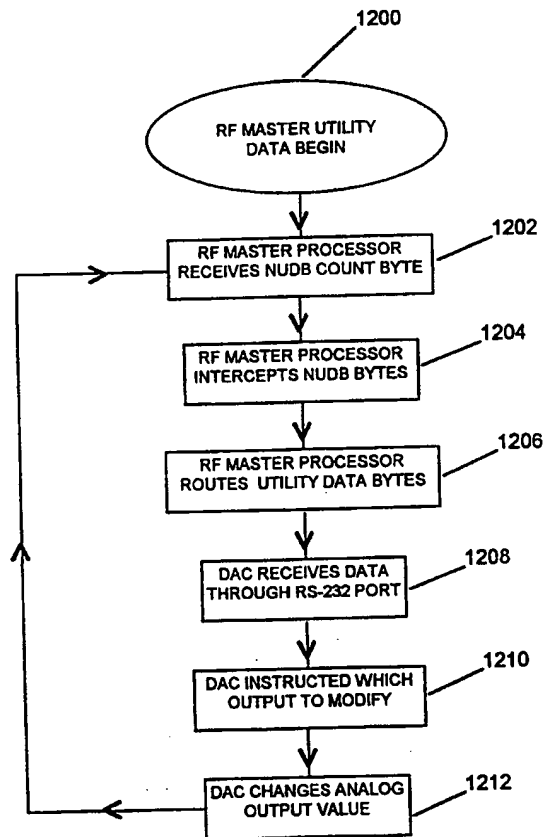 1200
RF MASTER UTILITY
DATA BEGIN
1202
RF MASTER PROCESSOR
RECEIVES NUDB COUNT BYTE
1204
RF MASTER PROCESSOR
INTERCEPTS NUDB BYTES
1206
RF MASTER PROCESSOR
ROUTES UTILITY DATA BYTES
1208
DAC RECEIVES DATA
THROUGH RS-232 PORT
1210
DAC INSTRUCTED WHICH
OUTPUT TO MODIFY
1212
DAC CHANGES ANALOG
OUTPUT VALUE